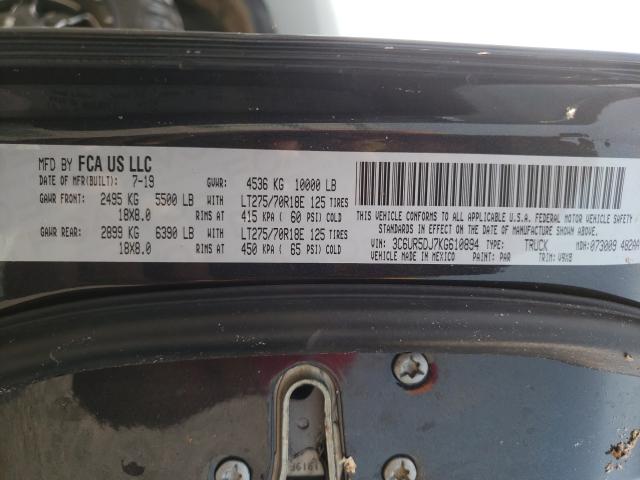 MFD BY FCA US LLC
DATE OF MFR(BUILT): 7-19 GVWR: 4536 KG 10000 LB
GAWR FRONT: 2495 KG 5500 LB WITH LT275/70R18E 125 TIRES
18X8.0 RIMS AT 415 KPA ( 60 PSI) COLD
GAWR REAR: 2899 KG 6390 LB WITH LT275/70R18E 125 TIRES
18X8.0 RIMS AT 450 KPA ( 65 PSI) COLD
THIS VEHICLE CONFORMS TO ALL APPLICABLE U.S.A. FEDERAL MOTOR VEHICLE SAFETY
STANDARDS IN EFFECT ON THE DATE OF MANUFACTURE SHOWN ABOVE.
VIN: 3C6UR5DJ7KG610894 TYPE: TRUCK MDH: 073009
VEHICLE MADE IN MEXICO PAINT: PAR TRIM: V9X8